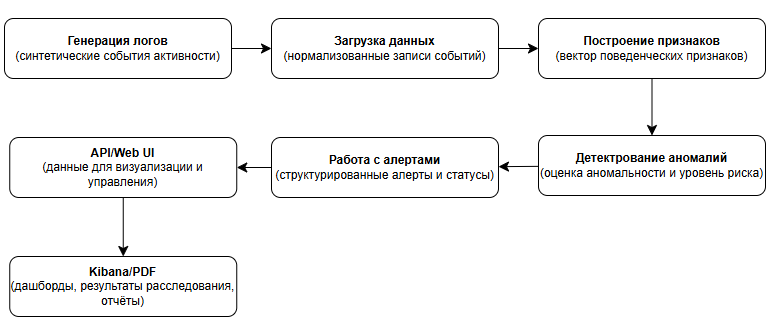 Генерация логов
(синтетические события активности)
Загрузка данных
(нормализованные записи событий)
Построение признаков
(вектор поведенческих признаков)
Детектрование аномалий
(оценка аномальности и уровень риска)
Работа с алертами
(структурированные алерты и статусы)
API/Web UI
(данные для визуализации и
управления)
Kibana/PDF
(дашборды, результаты расследования,
отчёты)